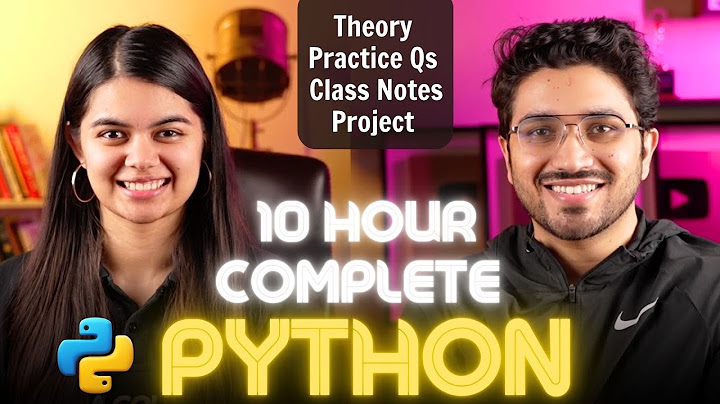 Theory
Practice Qs
Class Notes
Project
10 HOUR
COMPLETE
PYTHON